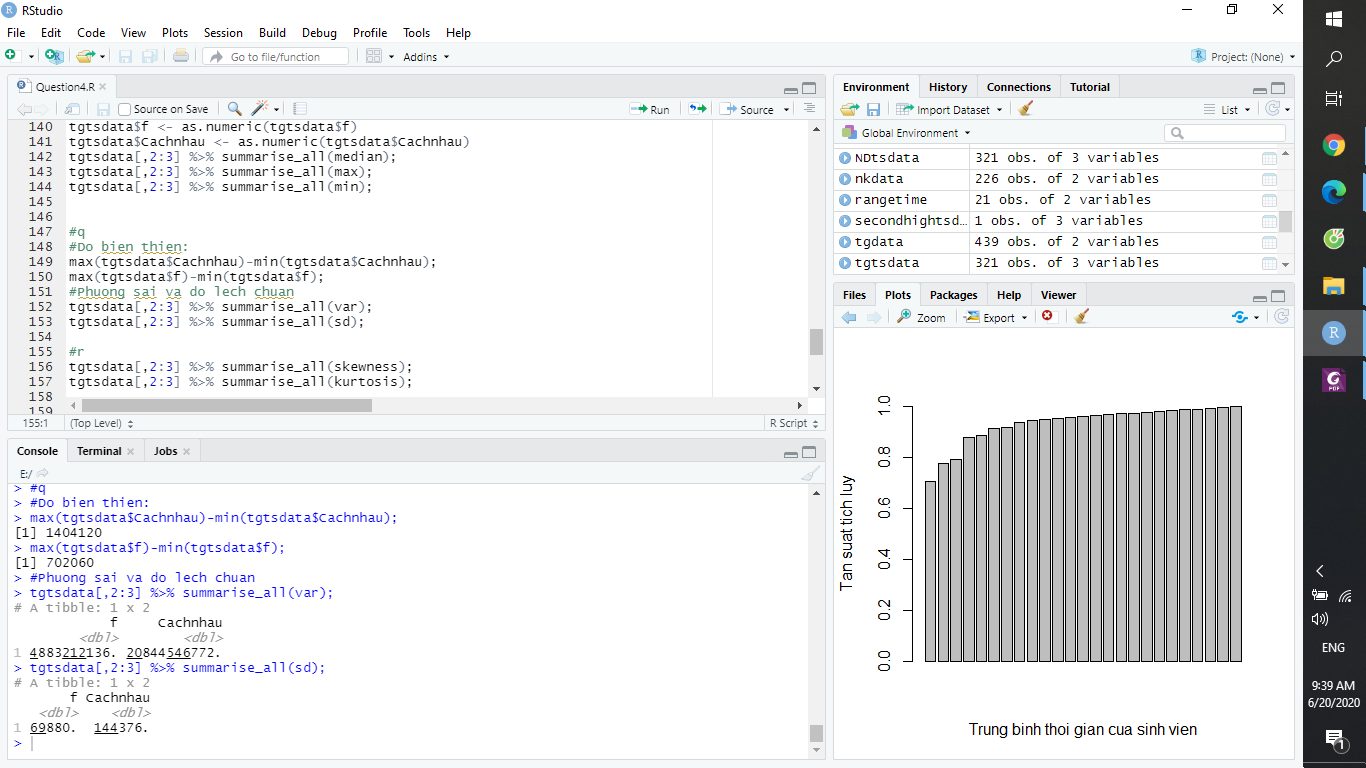 RStudio
File Edit Code View Plots Session Build Debug Profile Tools Help
Go to file/function Addins Project: (None)
Question4.R
Source on Save Run Source
140 tgtsdata$f <- as.numeric(tgtsdata$f)
141 tgtsdata$Cachnhau <- as.numeric(tgtsdata$Cachnhau)
142 tgtsdata[,2:3] %>% summarise_all(median);
143 tgtsdata[,2:3] %>% summarise_all(max);
144 tgtsdata[,2:3] %>% summarise_all(min);
145
146
147 #q
148 #Do bien thien:
149 max(tgtsdata$Cachnhau)-min(tgtsdata$Cachnhau);
150 max(tgtsdata$f)-min(tgtsdata$f);
151 #Phuong sai va do lech chuan
152 tgtsdata[,2:3] %>% summarise_all(var);
153 tgtsdata[,2:3] %>% summarise_all(sd);
154
155 #r
156 tgtsdata[,2:3] %>% summarise_all(skewness);
157 tgtsdata[,2:3] %>% summarise_all(kurtosis);
158
159
155:1 (Top Level) R Script
Console Terminal Jobs
E:/
> #q
> #Do bien thien:
> max(tgtsdata$Cachnhau)-min(tgtsdata$Cachnhau);
[1] 1404120
> max(tgtsdata$f)-min(tgtsdata$f);
[1] 702060
> #Phuong sai va do lech chuan
> tgtsdata[,2:3] %>% summarise_all(var);
# A tibble: 1 x 2
f Cachnhau
<dbl> <dbl>
1 4883212136. 20844546772.
> tgtsdata[,2:3] %>% summarise_all(sd);
# A tibble: 1 x 2
f Cachnhau
<dbl> <dbl>
1 69880. 144376.
>
Environment History Connections Tutorial
Import Dataset List
Global Environment
NDtsdata 321 obs. of 3 variables
nkdata 226 obs. of 2 variables
rangetime 21 obs. of 2 variables
secondhightsd… 1 obs. of 3 variables
tgdata 439 obs. of 2 variables
tgtsdata 321 obs. of 3 variables
Files Plots Packages Help Viewer
Zoom Export
Tan suat tich luy
1.0
0.8
0.6
0.4
0.2
0.0
Trung binh thoi gian cua sinh vien
R
PDF
ENG
9:39 AM
6/20/2020
1